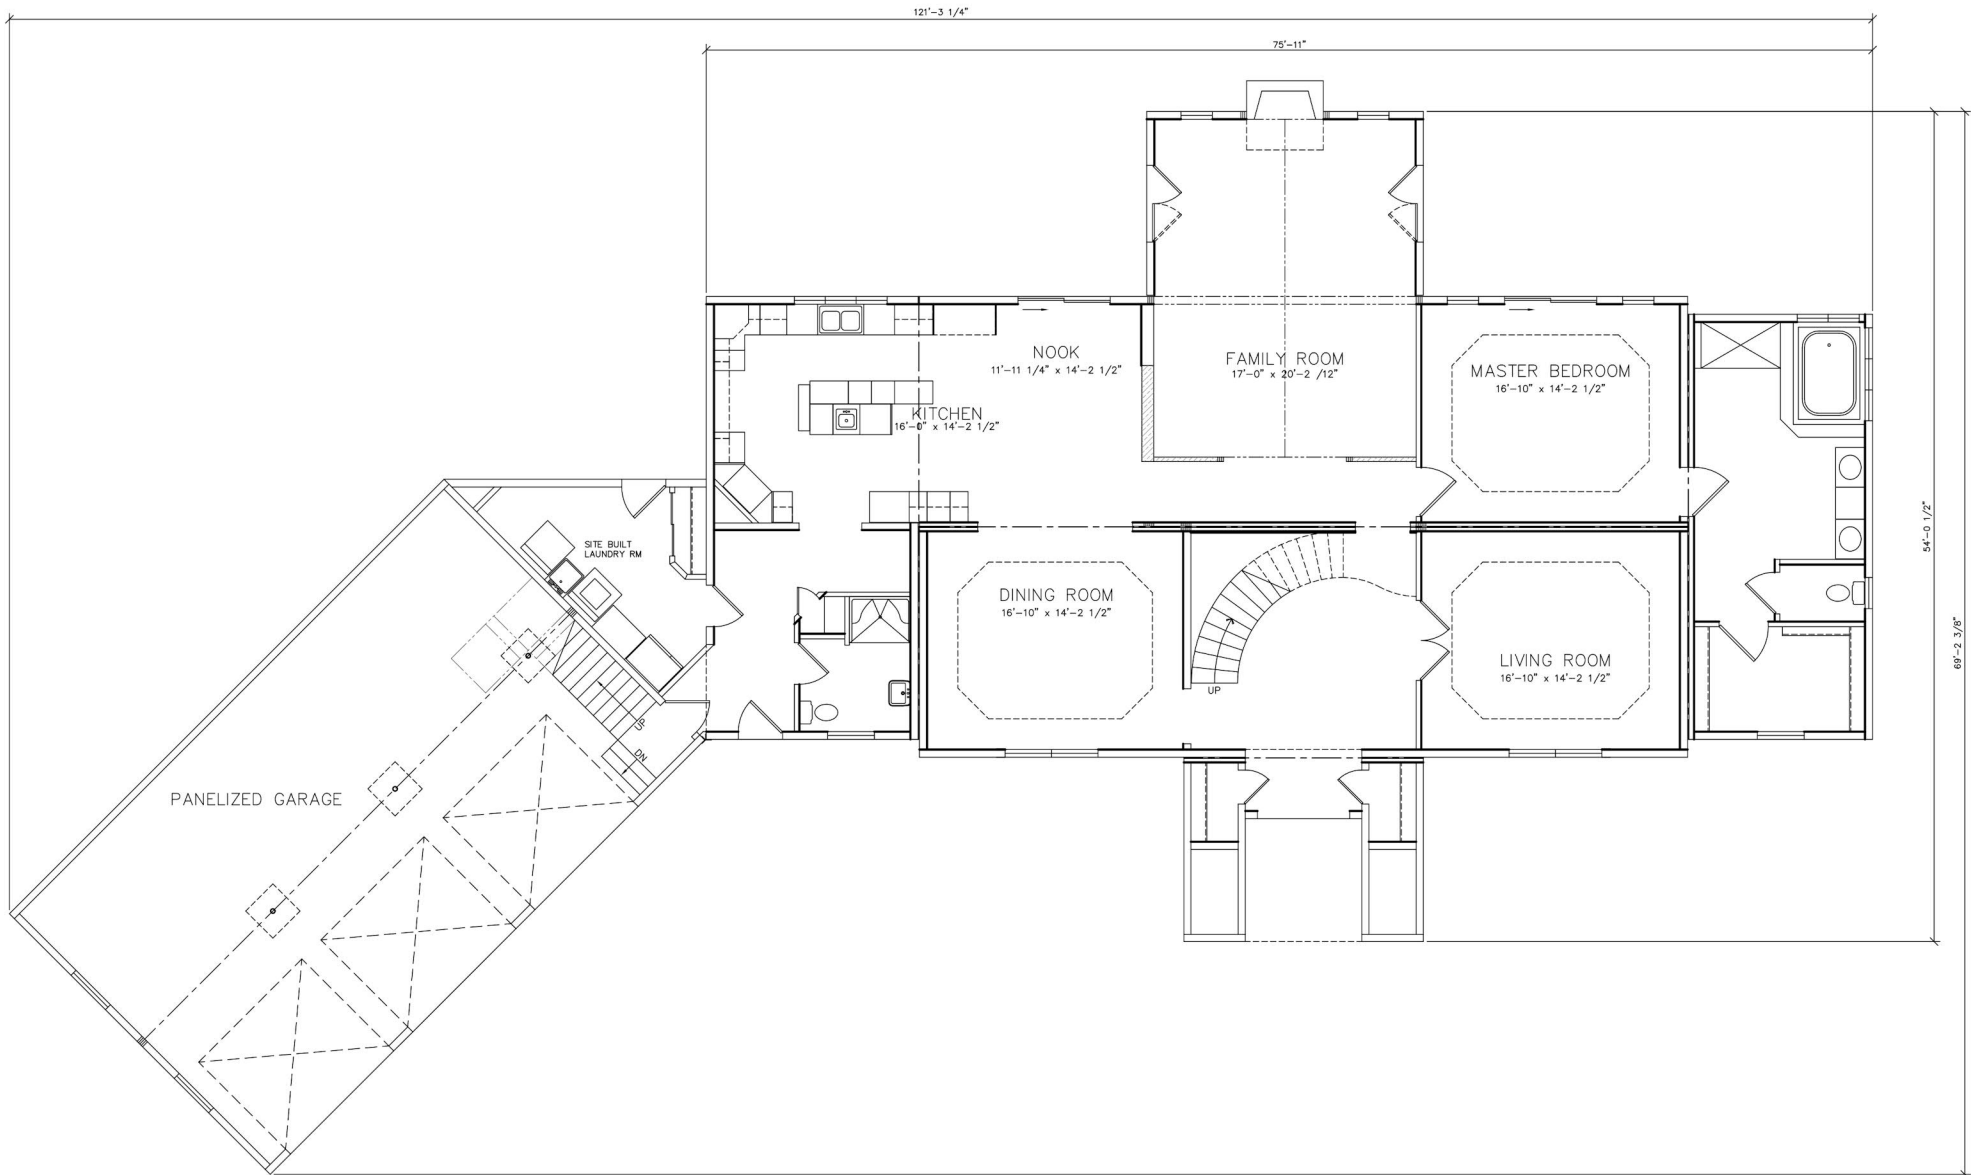 121'-3 1/4"
75'-11"
NOOK
11'-11 1/4" x 14'-2 1/2"
FAMILY ROOM
17'-0" x 20'-2 /12"
MASTER BEDROOM
16'-10" x 14'-2 1/2"
KITCHEN
16'-0" x 14'-2 1/2"
54'-0 1/2"
SITE BUILT
LAUNDRY RM
DINING ROOM
16'-10" x 14'-2 1/2"
69'-2 3/8"
LIVING ROOM
16'-10" x 14'-2 1/2"
UP
UP
DN
PANELIZED GARAGE